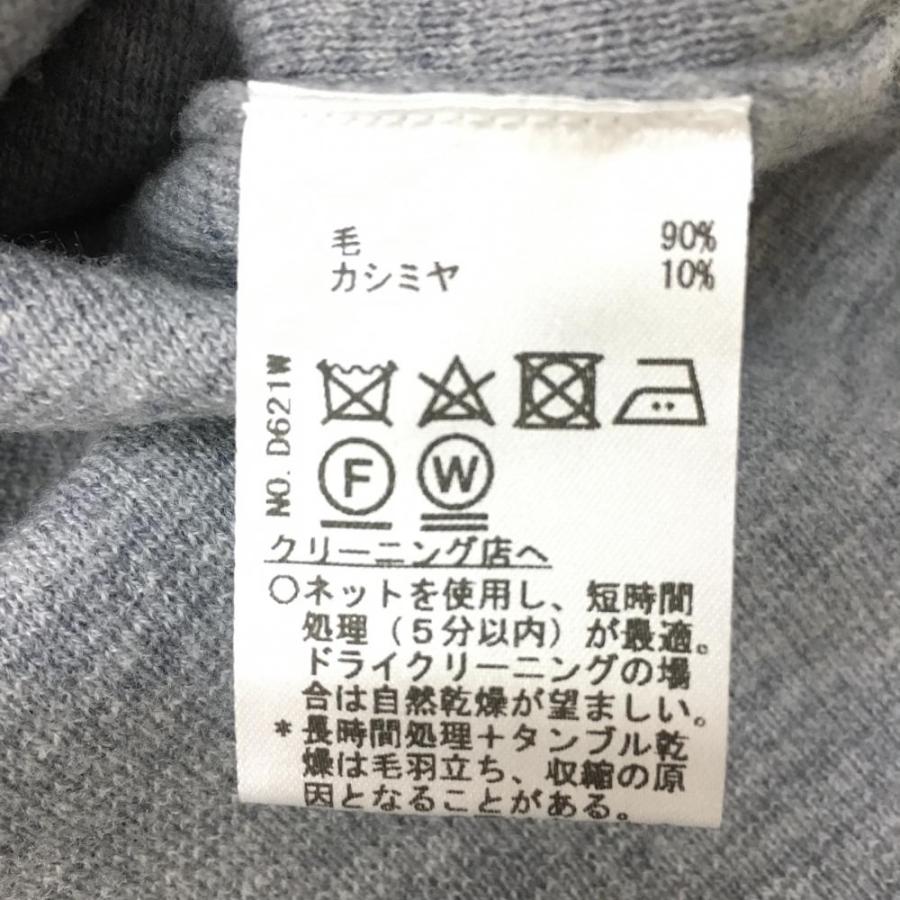 毛 90%
カシミヤ 10%
NO. D621W
F W
クリーニング店へ
○ネットを使用し、短時間
処理(5分以内)が最適。
ドライクリーニングの場
合は自然乾燥が望ましい。
*長時間処理+タンブル乾
燥は毛羽立ち、収縮の原
因となることがある。